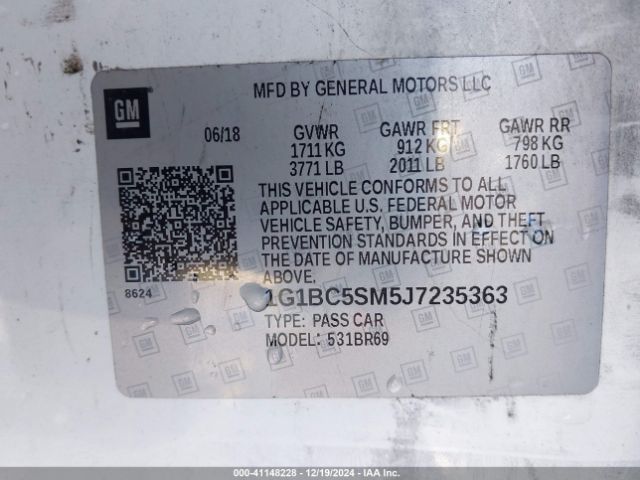 GM
MFD BY GENERAL MOTORS LLC
06/18 GVWR GAWR FRT GAWR RR
1711 KG 912 KG 798 KG
3771 LB 2011 LB 1760 LB
THIS VEHICLE CONFORMS TO ALL
APPLICABLE U.S. FEDERAL MOTOR
VEHICLE SAFETY, BUMPER, AND THEFT
PREVENTION STANDARDS IN EFFECT ON
THE DATE OF MANUFACTURE SHOWN
ABOVE.
8624
1G1BC5SM5J7235363
TYPE: PASS CAR
MODEL: 531BR69
000-41148228 - 12/19/2024 - IAA Inc.